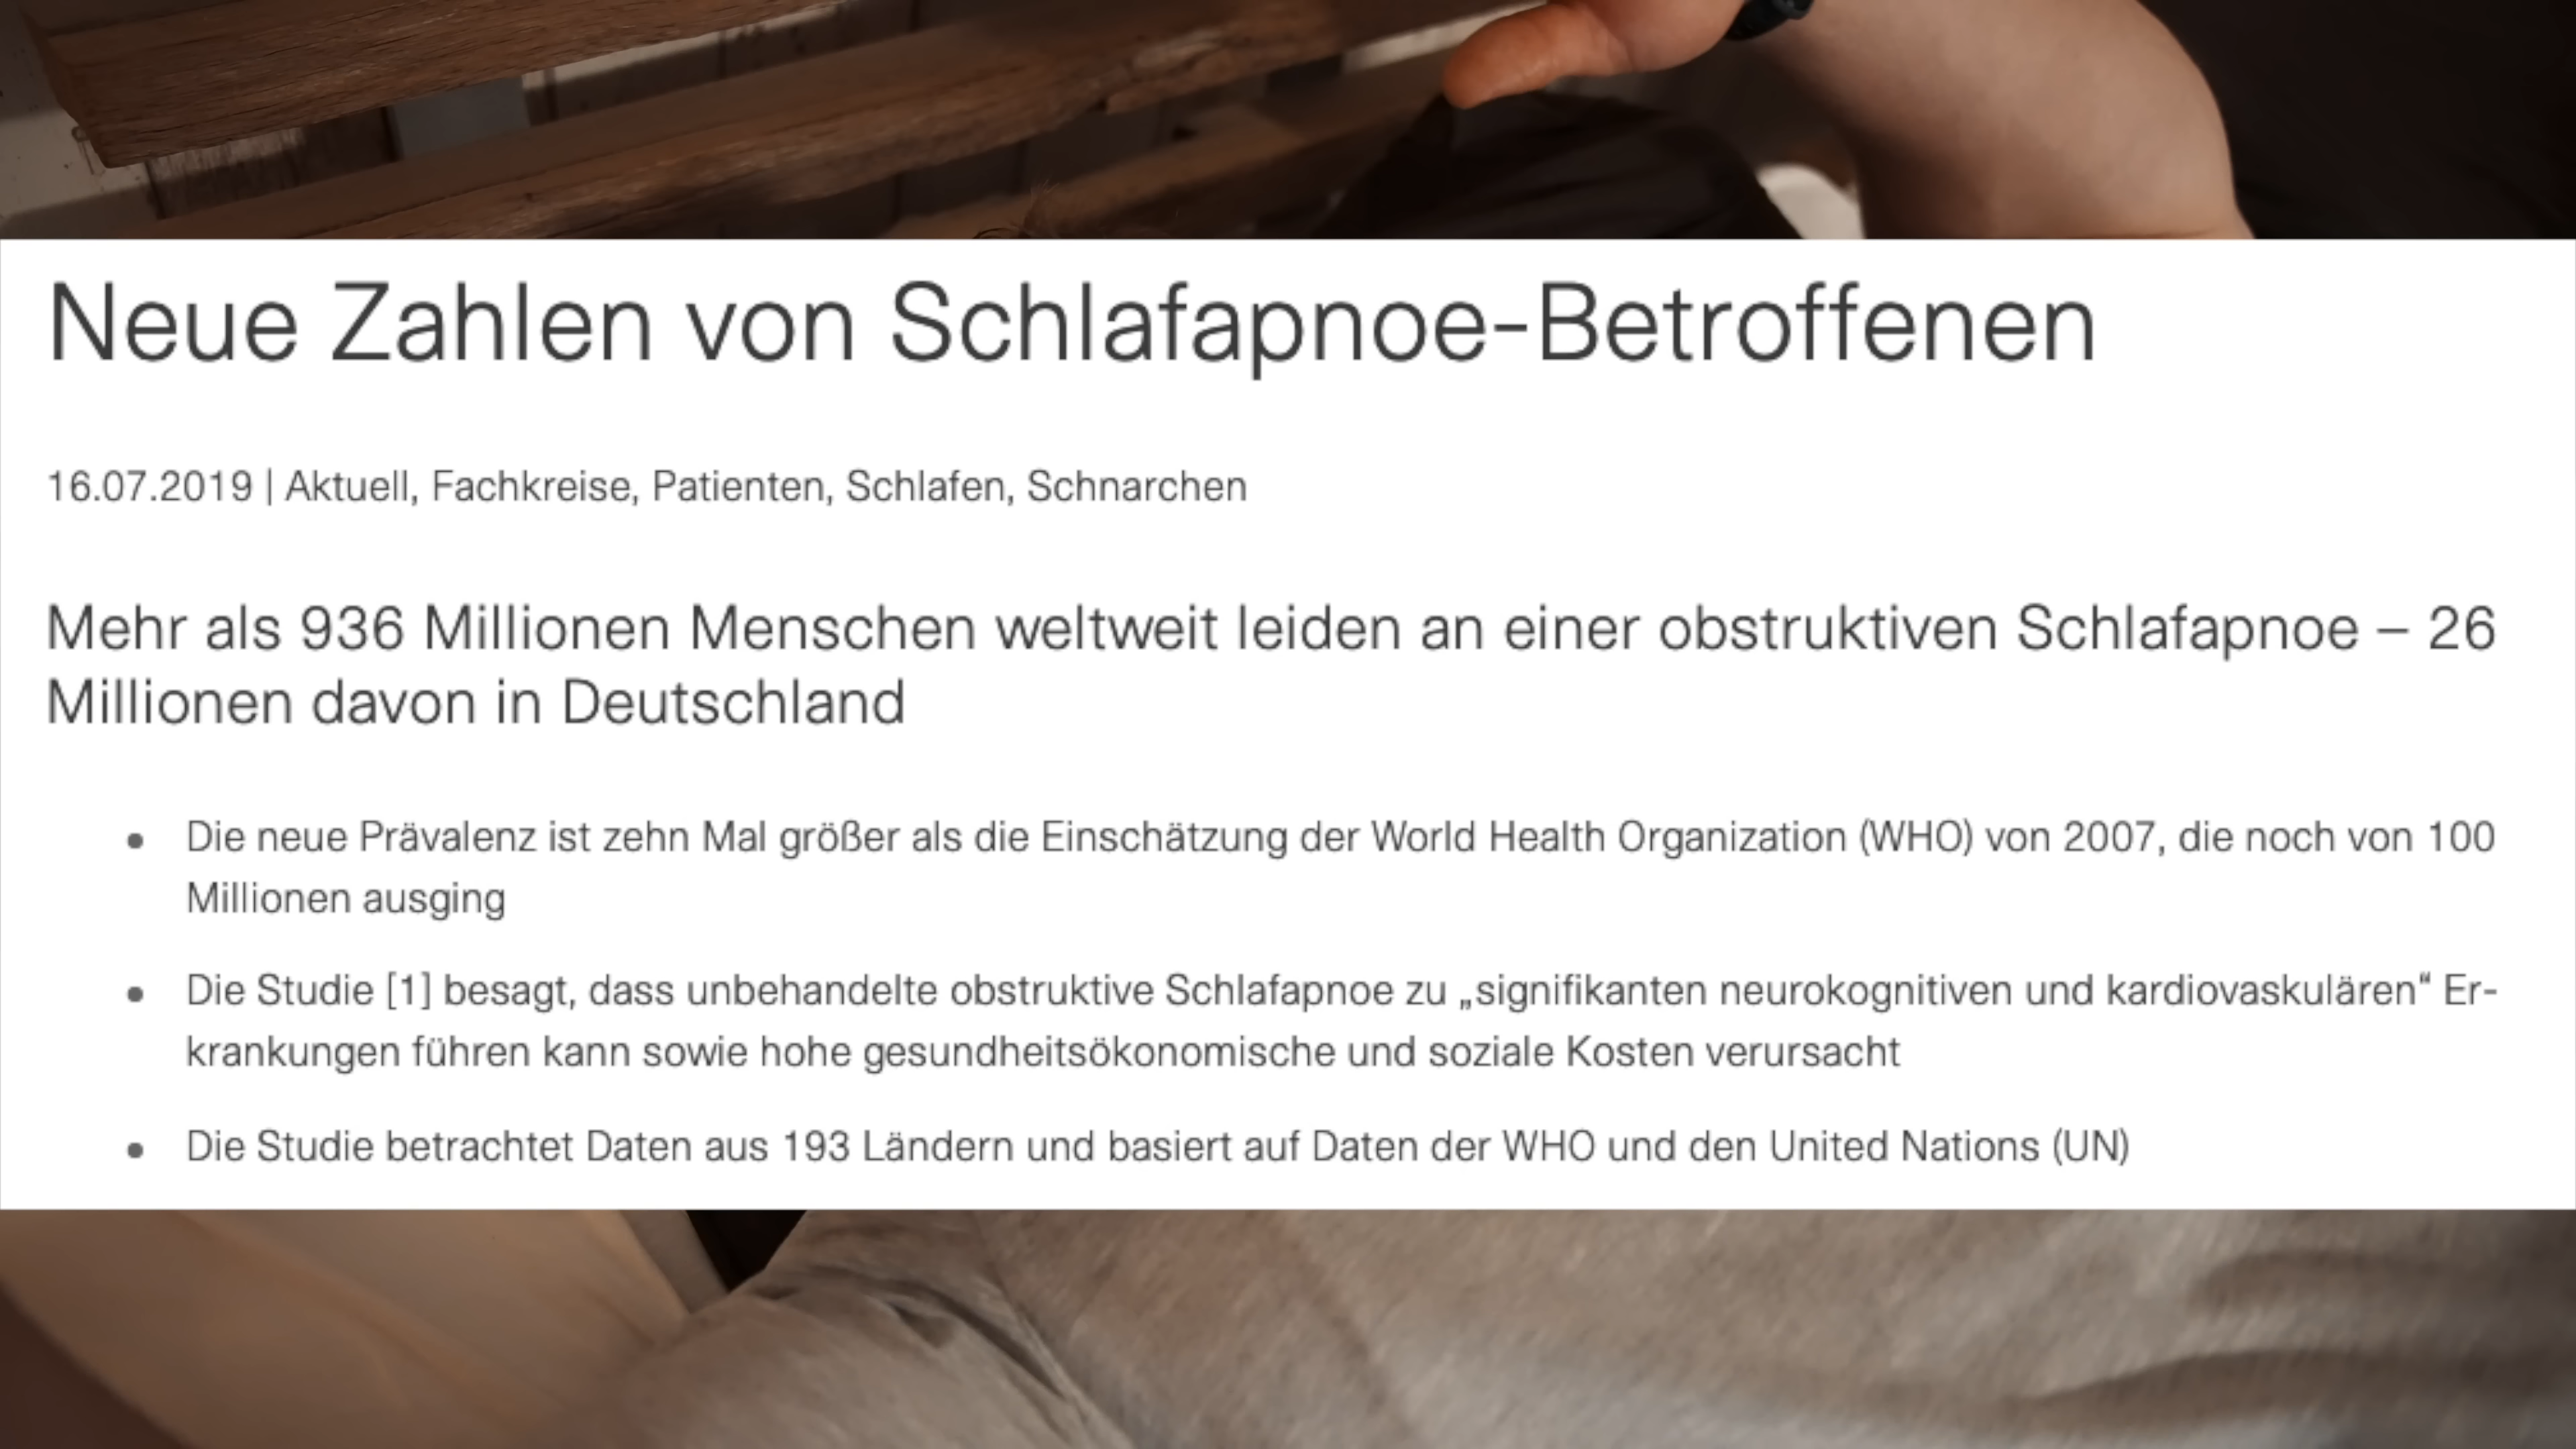 Neue Zahlen von Schlafapnoe-Betroffenen
16.07.2019 | Aktuell, Fachkreise, Patienten, Schlafen, Schnarchen
Mehr als 936 Millionen Menschen weltweit leiden an einer obstruktiven Schlafapnoe – 26
Millionen davon in Deutschland
• Die neue Prävalenz ist zehn Mal größer als die Einschätzung der World Health Organization (WHO) von 2007, die noch von 100
Millionen ausging
• Die Studie [1] besagt, dass unbehandelte obstruktive Schlafapnoe zu „signifikanten neurokognitiven und kardiovaskulären“ Er-
krankungen führen kann sowie hohe gesundheitsökonomische und soziale Kosten verursacht
• Die Studie betrachtet Daten aus 193 Ländern und basiert auf Daten der WHO und den United Nations (UN)